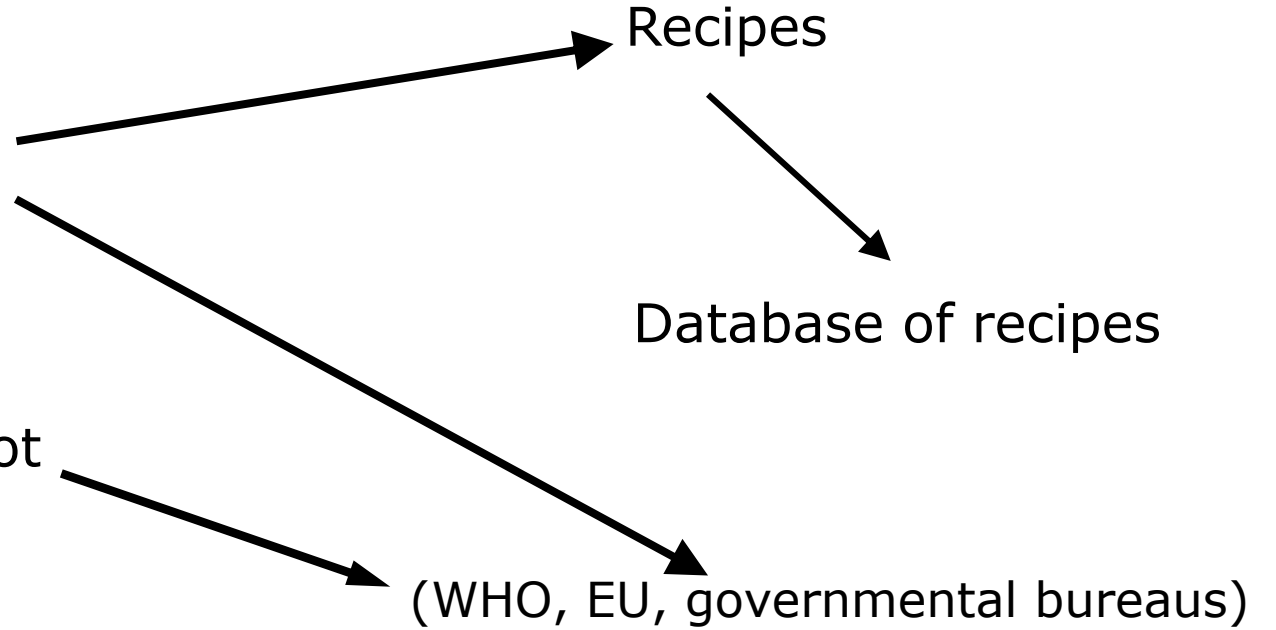 Recipes
Database of recipes
(WHO, EU, governmental bureaus)